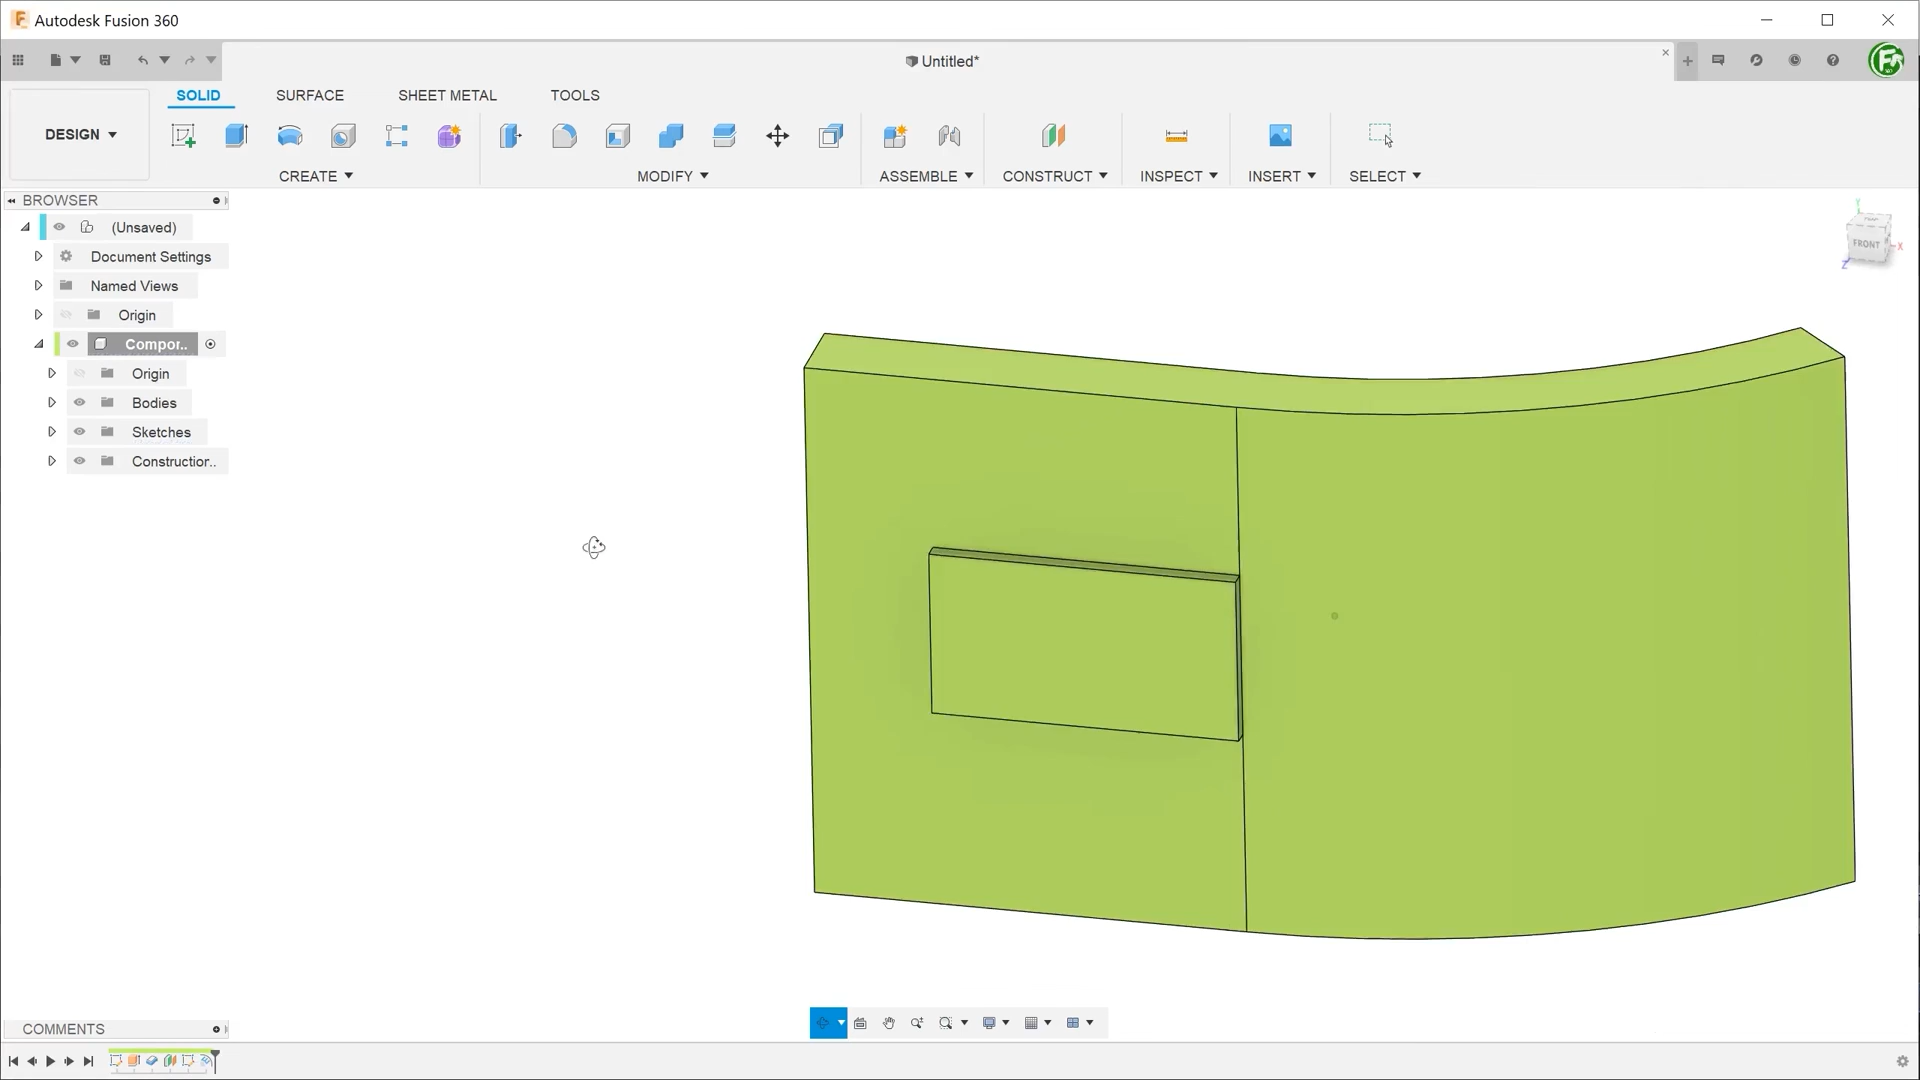 Autodesk Fusion 360
Untitled*
SOLID SURFACE SHEET METAL TOOLS
DESIGN
CREATE MODIFY ASSEMBLE CONSTRUCT INSPECT INSERT SELECT
BROWSER
(Unsaved)
Document Settings
Named Views
Origin
Compor..
Origin
Bodies
Sketches
Constructior..
Y
FRONT
X
Z
COMMENTS